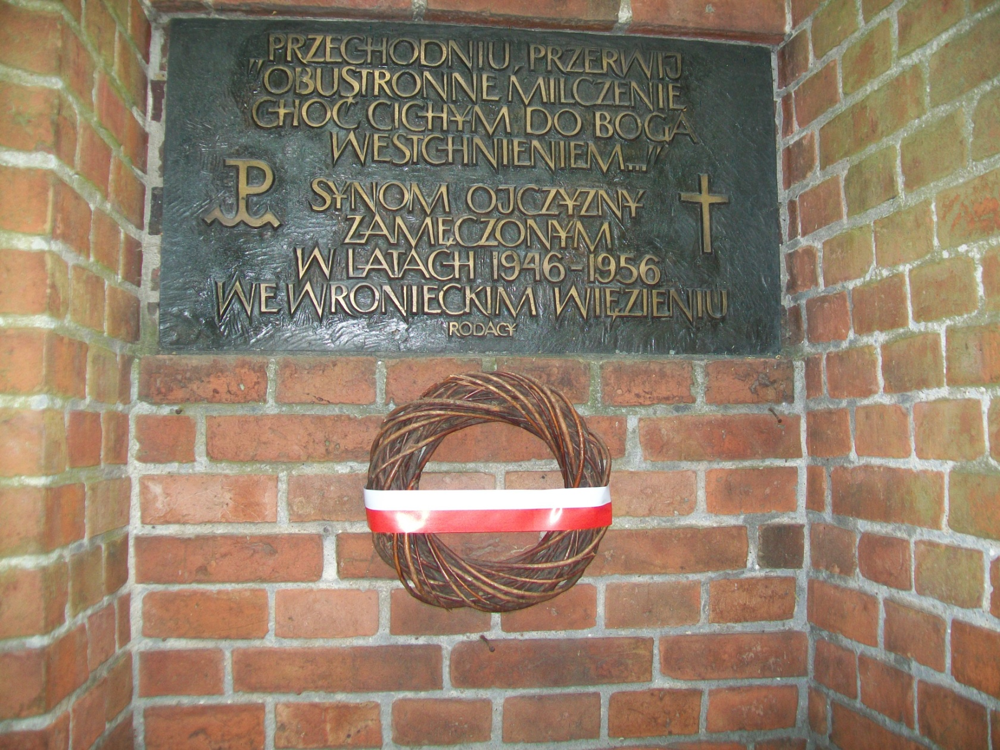 PRZECHODNIU, PRZERWIJ
"OBUSTRONNE MILCZENIE
CHOĆ CICHYM DO BOGA
WESTCHNIENIEM..."
SYNOM OJCZYZNY
ZAMĘCZONYM
W LATACH 1946-1956
WE WRONIECKIM WIĘZIENIU
RODACY